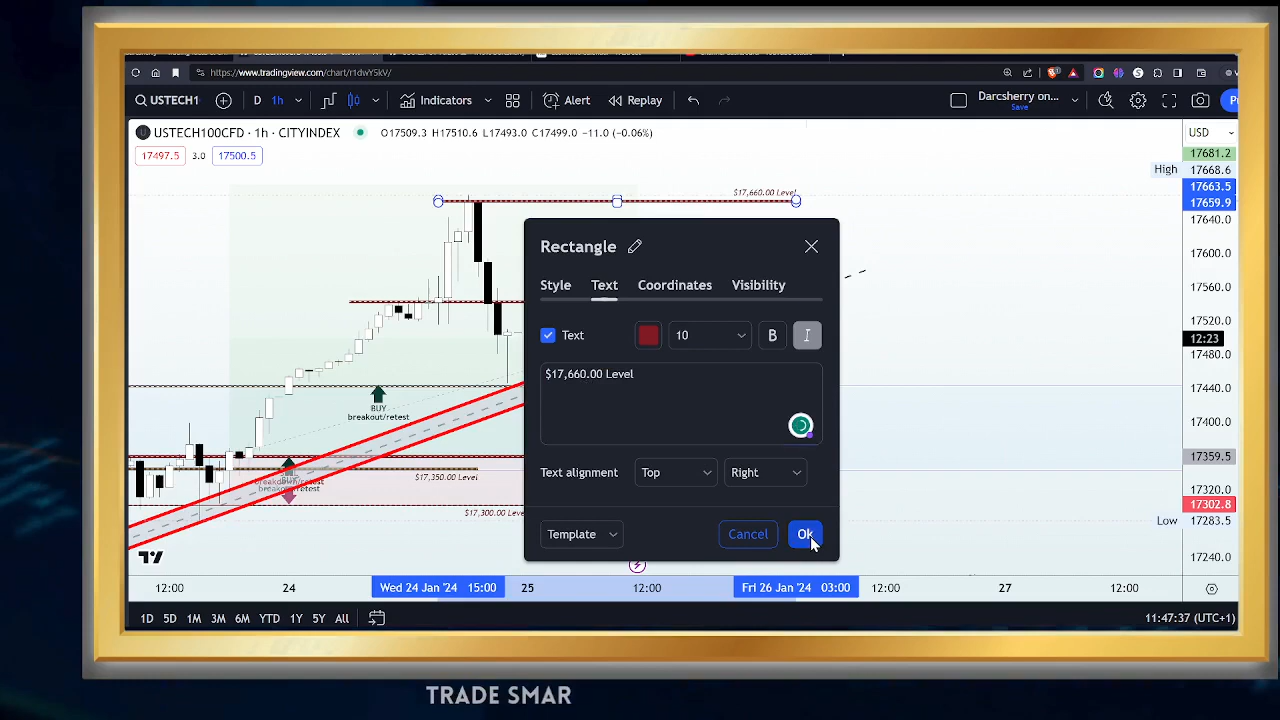 https://www.tradingview.com/chart/r1dwY5kV/
USTECH1 D 1h Indicators Alert Replay Darcsherry on... Save
USTECH100CFD · 1h · CITYINDEX O17509.3 H17510.6 L17493.0 C17499.0 -11.0 (-0.06%) USD
17497.5 3.0 17500.5
17681.2
High 17668.6
17663.5
17659.9
17640.0
17600.0
17560.0
17520.0
12:23
17480.0
17440.0
17400.0
17359.5
17320.0
17302.8
Low 17283.5
17240.0
$17,660.00 Level
BUY
breakout/retest
$17,350.00 Level
$17,300.00 Leve
Rectangle
Style Text Coordinates Visibility
Text 10 B I
$17,660.00 Level
Text alignment Top Right
Template Cancel Ok
12:00 24 Wed 24 Jan '24 15:00 25 12:00 Fri 26 Jan '24 03:00 12:00 27 12:00
1D 5D 1M 3M 6M YTD 1Y 5Y All 11:47:37 (UTC+1)
TRADE SMAR